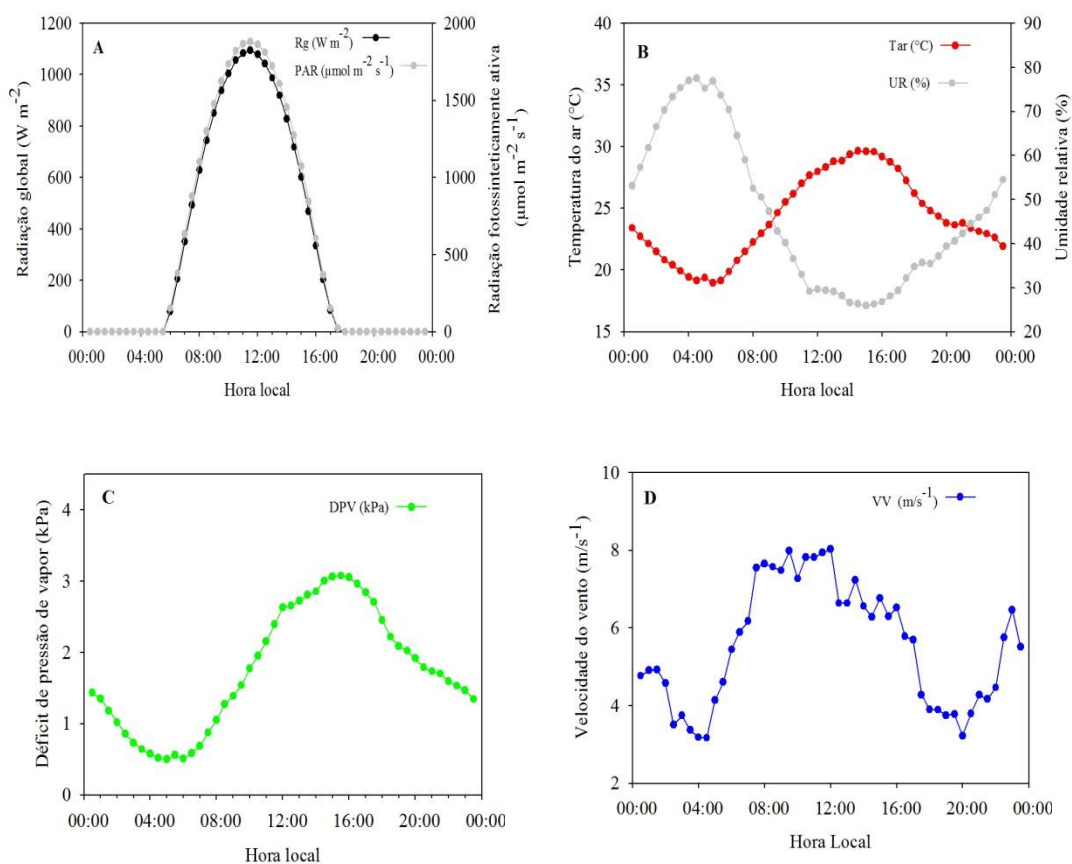 A
Rg (W m-2)
PAR (µmol m-2 s-1)
Radiação global (W m-2)
1200
1000
800
600
400
200
0
Radiação fotossinteticamente ativa
(µmol m-2 s-1)
2000
1500
1000
500
0
00:00 04:00 08:00 12:00 16:00 20:00 00:00
Hora local
B
Tar (°C)
UR (%)
Temperatura do ar (°C)
40
35
30
25
20
15
Umidade relativa (%)
90
80
70
60
50
40
30
20
00:00 04:00 08:00 12:00 16:00 20:00 00:00
Hora local
C
DPV (kPa)
Déficit de pressão de vapor (kPa)
4
3
2
1
0
00:00 04:00 08:00 12:00 16:00 20:00 00:00
Hora local
D
VV (m/s-1)
Velocidade do vento (m/s-1)
10
8
6
4
2
00:00 04:00 08:00 12:00 16:00 20:00 00:00
Hora Local